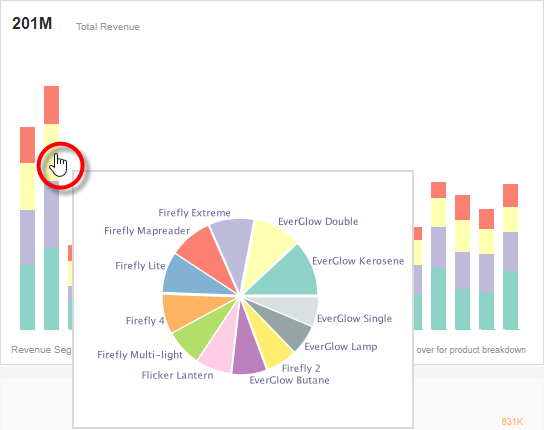 201M Total Revenue
Firefly Extreme
EverGlow Double
Firefly Mapreader
EverGlow Kerosene
Firefly Lite
EverGlow Single
Firefly 4
EverGlow Lamp
Firefly Multi-light
Firefly 2
Flicker Lantern
EverGlow Butane
Revenue Seg
over for product breakdown
631K